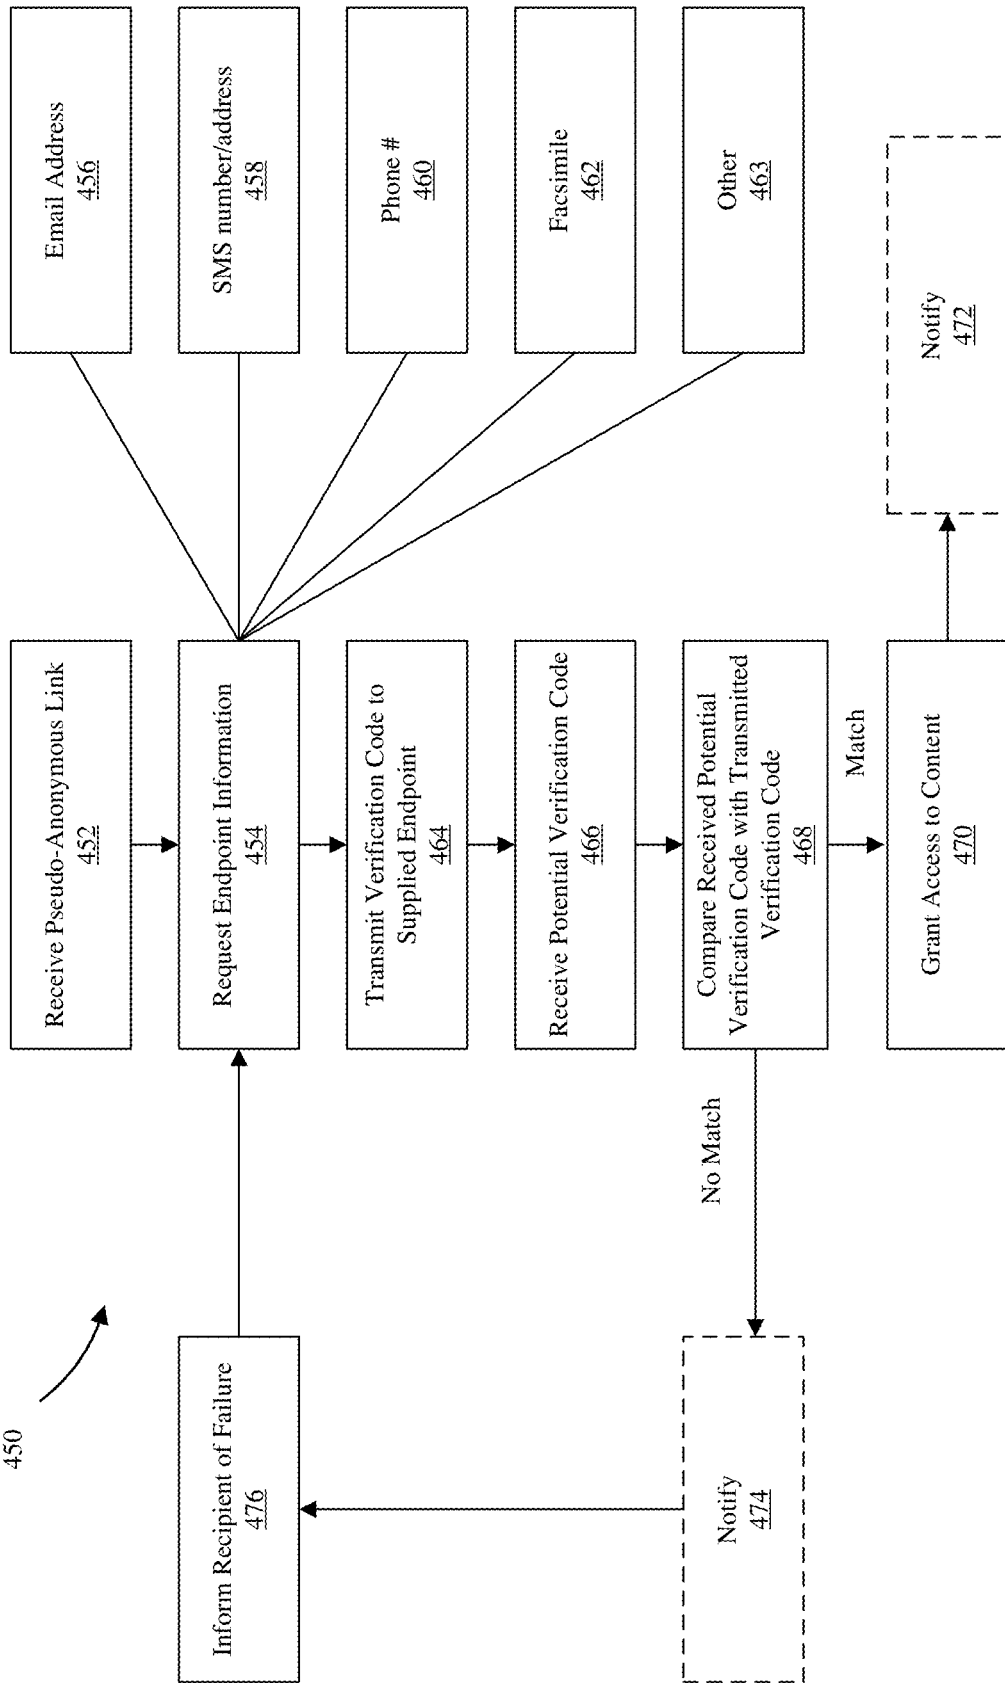 450
Receive Pseudo-Anonymous Link
452
Request Endpoint Information
454
Email Address
456
SMS number/address
458
Phone #
460
Facsimile
462
Other
463
Transmit Verification Code to
Supplied Endpoint
464
Receive Potential Verification Code
466
Compare Received Potential
Verification Code with Transmitted
Verification Code
468
Match
Grant Access to Content
470
Notify
472
No Match
Notify
474
Inform Recipient of Failure
476